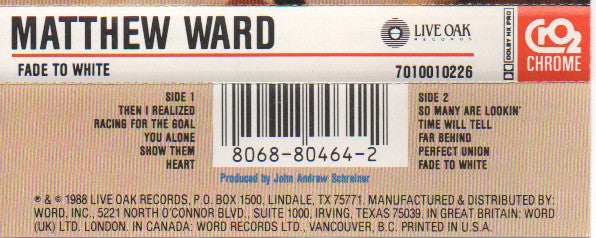 MATTHEW WARD
FADE TO WHITE
LIVE OAK
RECORDS
7010010226
DOLBY HX PRO
CrO2
CHROME
SIDE 1
THEN I REALIZED
RACING FOR THE GOAL
YOU ALONE
SHOW THEM
HEART
8068-80464-2
SIDE 2
SO MANY ARE LOOKIN'
TIME WILL TELL
FAR BEHIND
PERFECT UNION
FADE TO WHITE
Produced by John Andrew Schreiner
℗ & © 1988 LIVE OAK RECORDS, P.O. BOX 1500, LINDALE, TX 75771. MANUFACTURED & DISTRIBUTED BY:
WORD, INC., 5221 NORTH O'CONNOR BLVD., SUITE 1000, IRVING, TEXAS 75039. IN GREAT BRITAIN: WORD
(UK) LTD. LONDON. IN CANADA: WORD RECORDS LTD., VANCOUVER, B.C. PRINTED IN U.S.A.